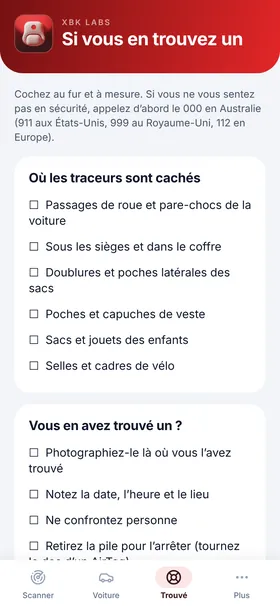 XBK LABS
Si vous en trouvez un
Cochez au fur et à mesure. Si vous ne vous sentez
pas en sécurité, appelez d’abord le 000 en Australie
(911 aux États-Unis, 999 au Royaume-Uni, 112 en
Europe).
Où les traceurs sont cachés
☐ Passages de roue et pare-chocs de la
voiture
☐ Sous les sièges et dans le coffre
☐ Doublures et poches latérales des
sacs
☐ Poches et capuches de veste
☐ Sacs et jouets des enfants
☐ Selles et cadres de vélo
Vous en avez trouvé un ?
☐ Photographiez-le là où vous l’avez
trouvé
☐ Notez la date, l’heure et le lieu
☐ Ne confrontez personne
☐ Retirez la pile pour l’arrêter (tournez
le dos d’un AirTag)
Scanner
Voiture
Trouvé
Plus